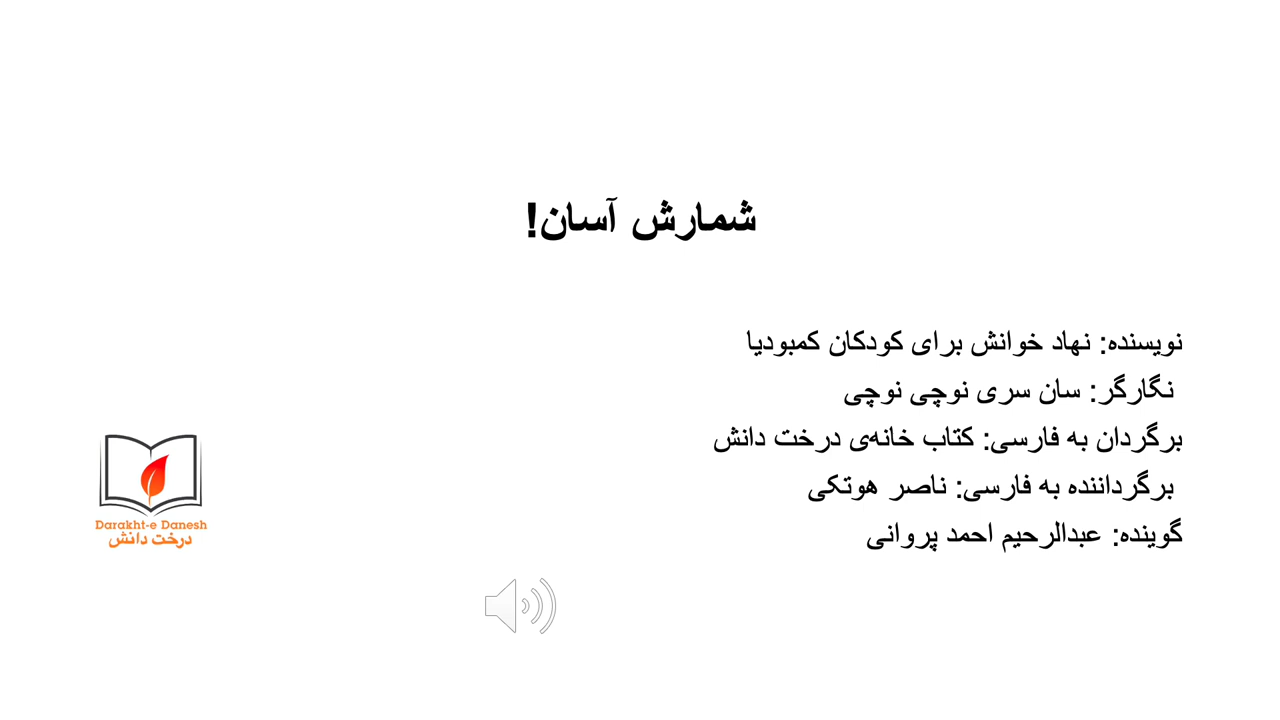 شمارش آسان!
نویسنده: نهاد خوانش برای کودکان کمبودیا
نگارگر: سان سری نوچی نوچی
برگردان به فارسی: کتاب خانه‌ی درخت دانش
برگرداننده به فارسی: ناصر هوتکی
گوینده: عبدالرحیم احمد پروانی
Darakht-e Danesh
درخت دانش